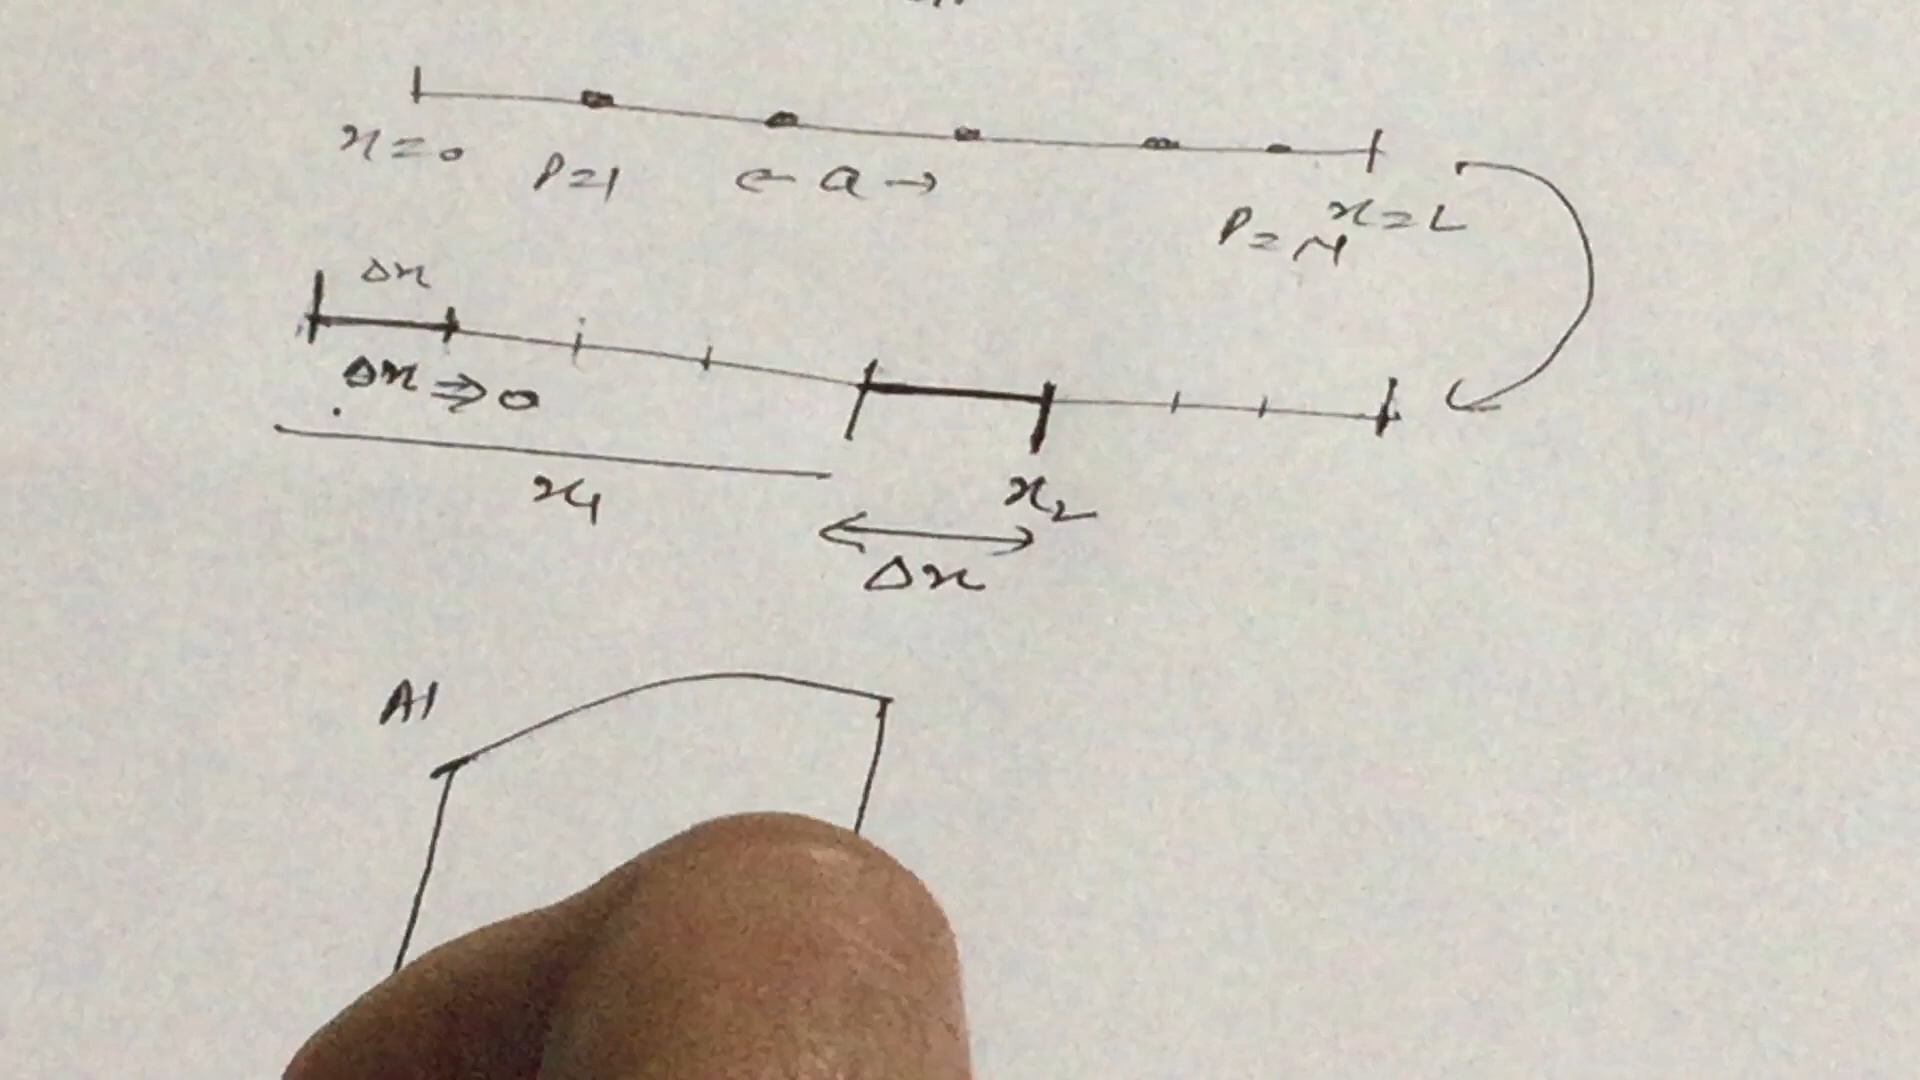 x=0
P=1
← a →
P=N
x=L
Δx
Δx ⇒ 0
x1
x2
Δx
A1